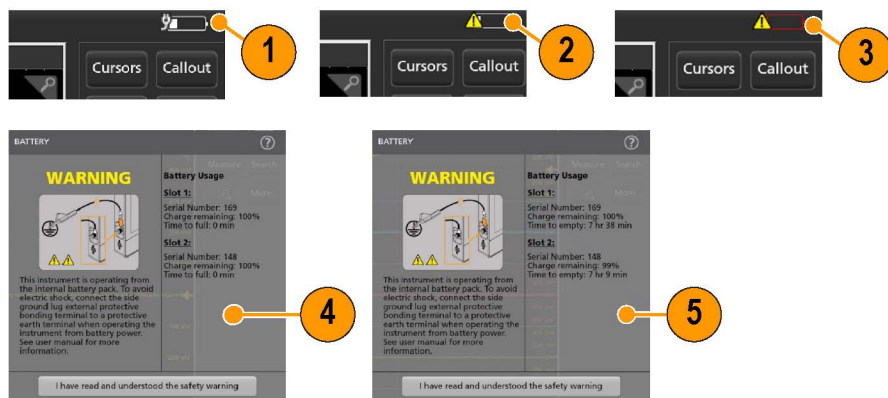 1
2
3
Cursors Callout
Cursors Callout
Cursors Callout
BATTERY
?
WARNING
This instrument is operating from
the internal battery pack. To avoid
electric shock, connect the side
ground lug external protective
bonding terminal to a protective
earth terminal when operating the
instrument from battery power.
See user manual for more
information.
Measure Search
More...
Battery Usage
Slot 1:
Serial Number: 169
Charge remaining: 100%
Time to full: 0 min
Slot 2:
Serial Number: 148
Charge remaining: 100%
Time to full: 0 min
I have read and understood the safety warning
4
BATTERY
?
WARNING
This instrument is operating from
the internal battery pack. To avoid
electric shock, connect the side
ground lug external protective
bonding terminal to a protective
earth terminal when operating the
instrument from battery power.
See user manual for more
information.
Measure Search
More...
Battery Usage
Slot 1:
Serial Number: 169
Charge remaining: 100%
Time to empty: 7 hr 38 min
Slot 2:
Serial Number: 148
Charge remaining: 99%
Time to empty: 7 hr 9 min
I have read and understood the safety warning
5